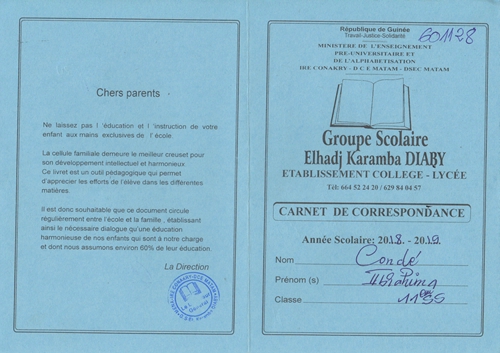 Chers parents
Ne laissez pas l 'éducation et l 'instruction de votre
enfant aux mains exclusives de l' école
La cellule familiale demeure le meilleur creuset pour
son développement intellectuel et harmonieux
Ce livret est un outil pédagogique qui permet
d'apprécier les efforts de l'élève dans les différentes
matières.
Il est donc souhaitable que ce document circule
régulièrement entre l'école et la famille , établissant
ainsi le nécessaire dialogue qu'une éducation
harmonieuse de nos enfants qui sont à notre charge
et dont nous assumons environ 60% de leur éducation.
La Direction
République de Guinée
Travail-Justice-Solidarité
601128
MINISTERE DE L'ENSEIGNEMENT
PRE-UNIVERSITAIRE ET
DE L'ALPHABETISATION
IRE CONAKRY - D C E MATAM - DSEC MATAM
Groupe Scolaire
Elhadj Karamba DIABY
ETABLISSEMENT COLLEGE - LYCÉE
Tél: 664 52 24 20 / 629 84 04 57
CARNET DE CORRESPONDANCE
Année Scolaire: 2018 - 2019
Nom Condé
Prénom (s) Ibrahima
Classe 11 SS